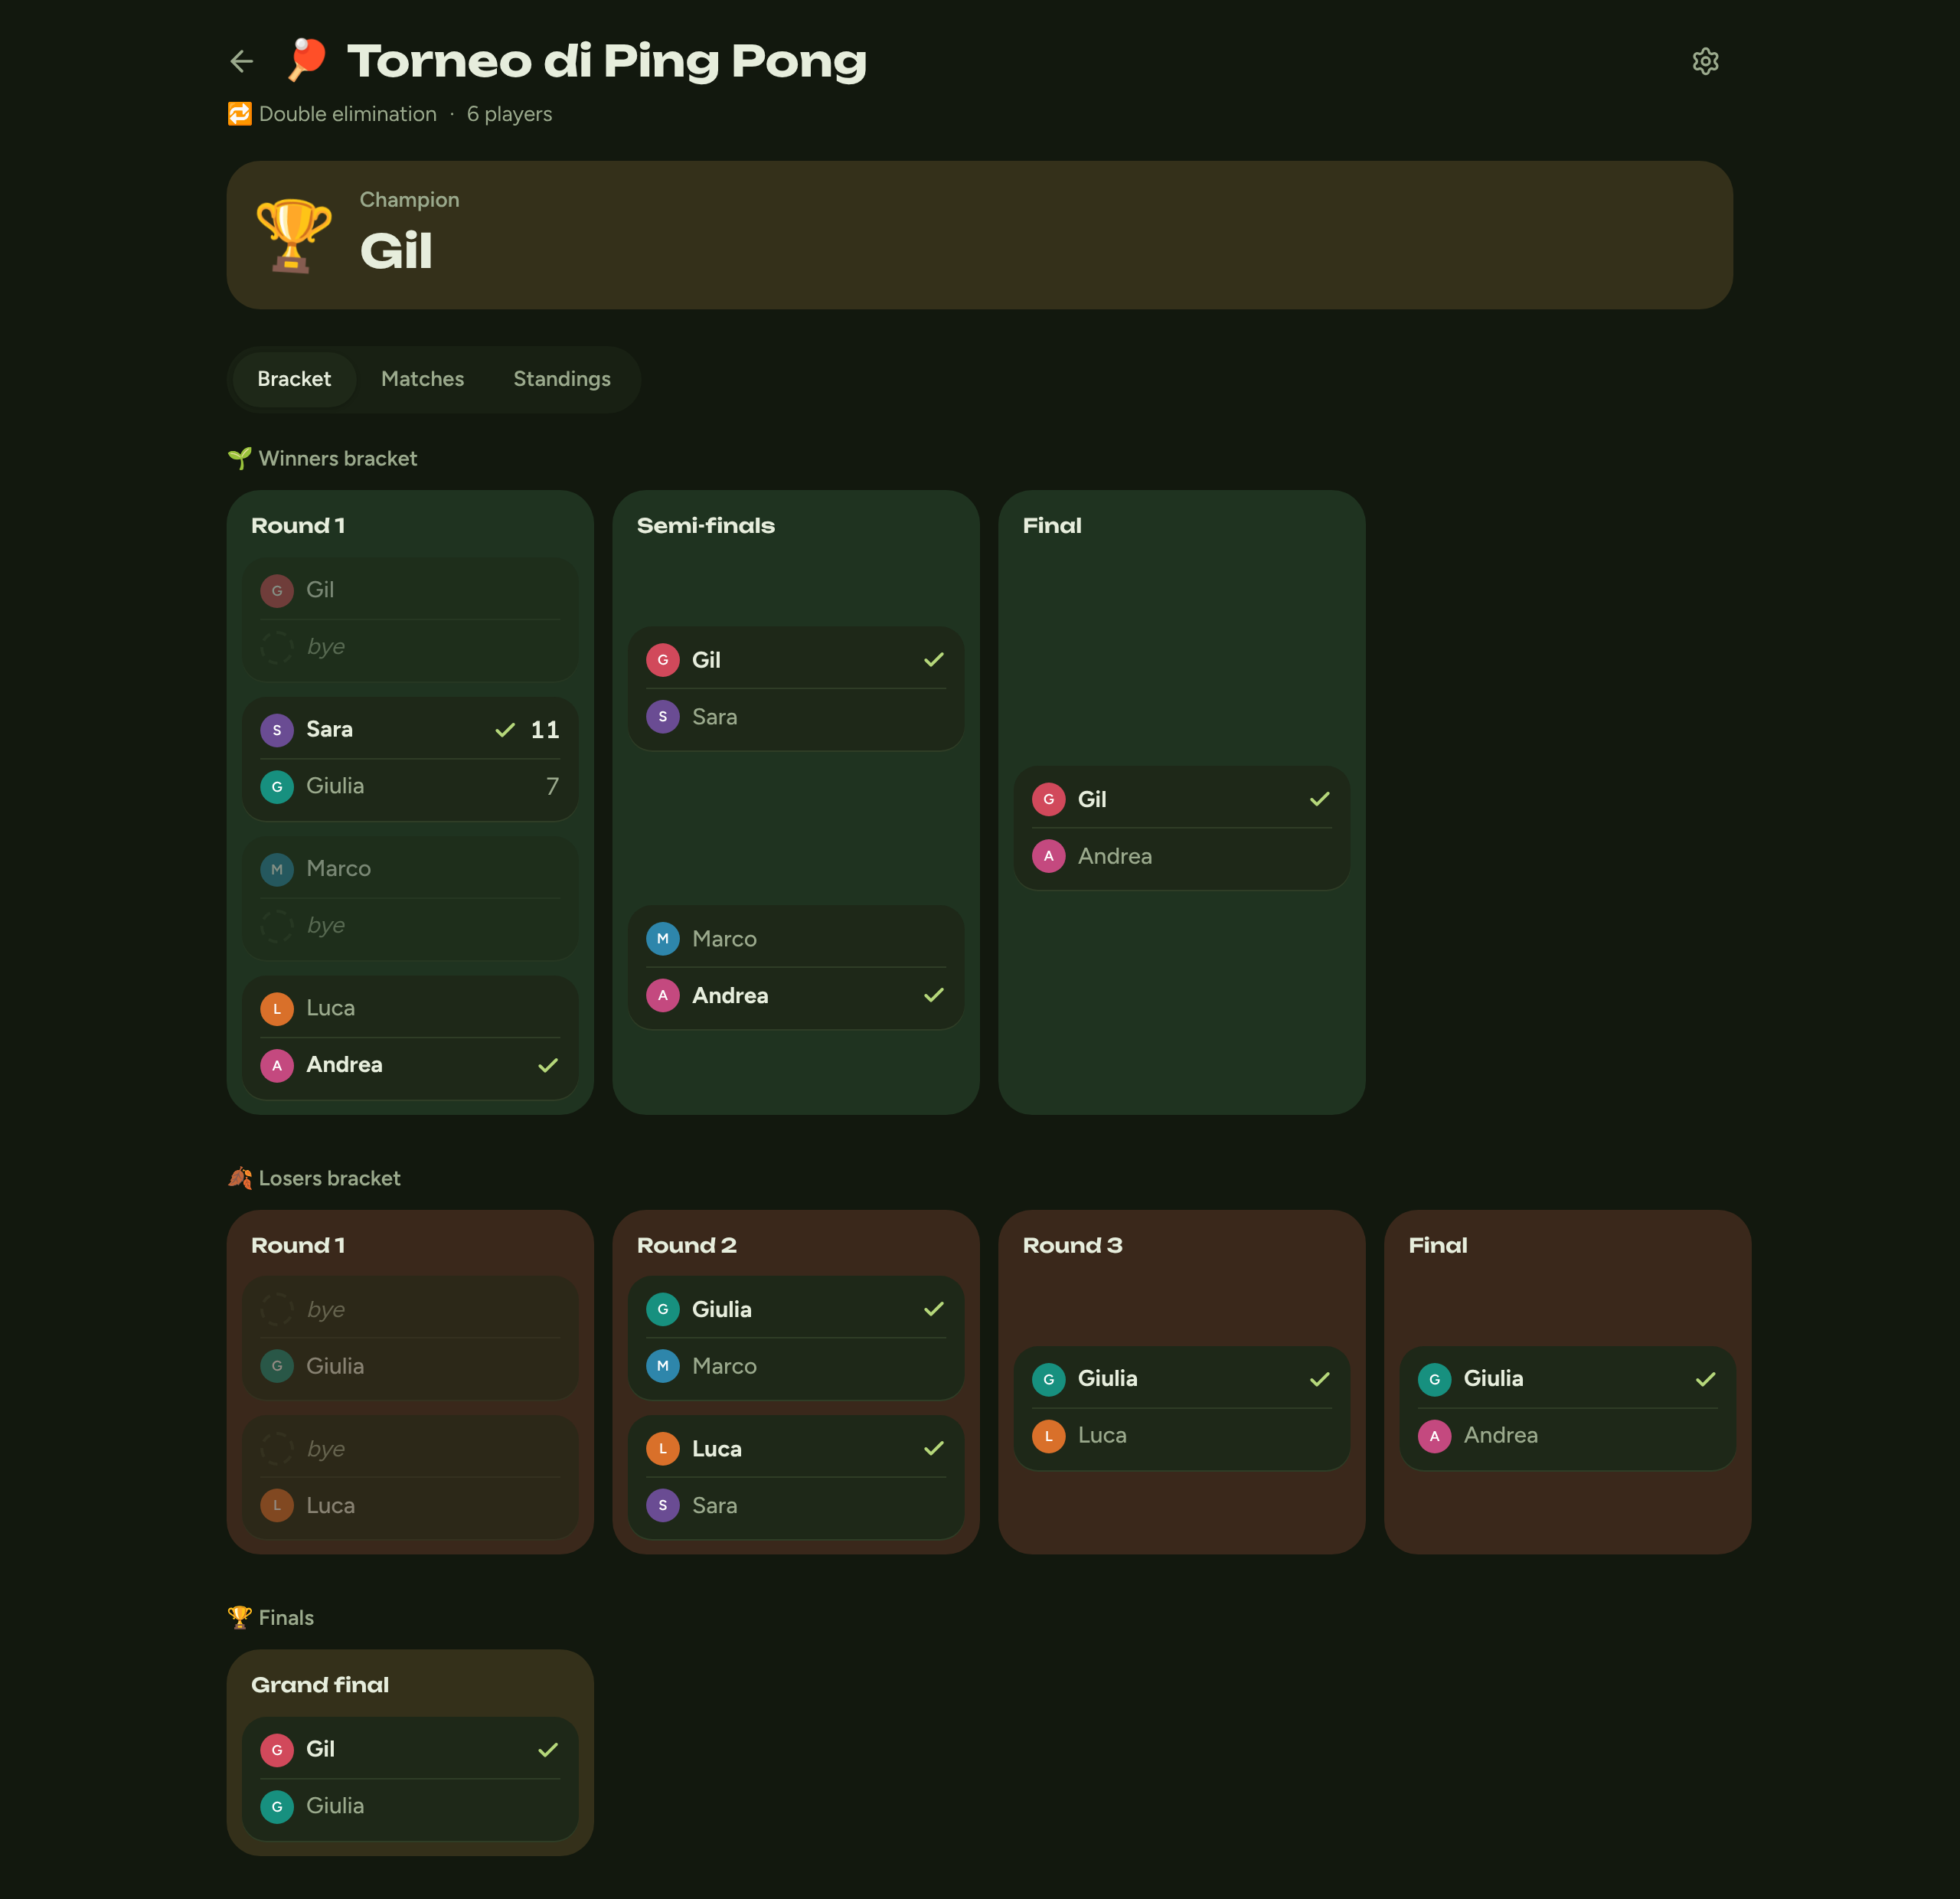 Torneo di Ping Pong
Double elimination · 6 players
Champion
Gil
Bracket Matches Standings
Winners bracket
Round 1
G Gil
bye
S Sara 11
G Giulia 7
M Marco
bye
L Luca
A Andrea
Semi-finals
G Gil
S Sara
M Marco
A Andrea
Final
G Gil
A Andrea
Losers bracket
Round 1
bye
G Giulia
bye
L Luca
Round 2
G Giulia
M Marco
L Luca
S Sara
Round 3
G Giulia
L Luca
Final
G Giulia
A Andrea
Finals
Grand final
G Gil
G Giulia